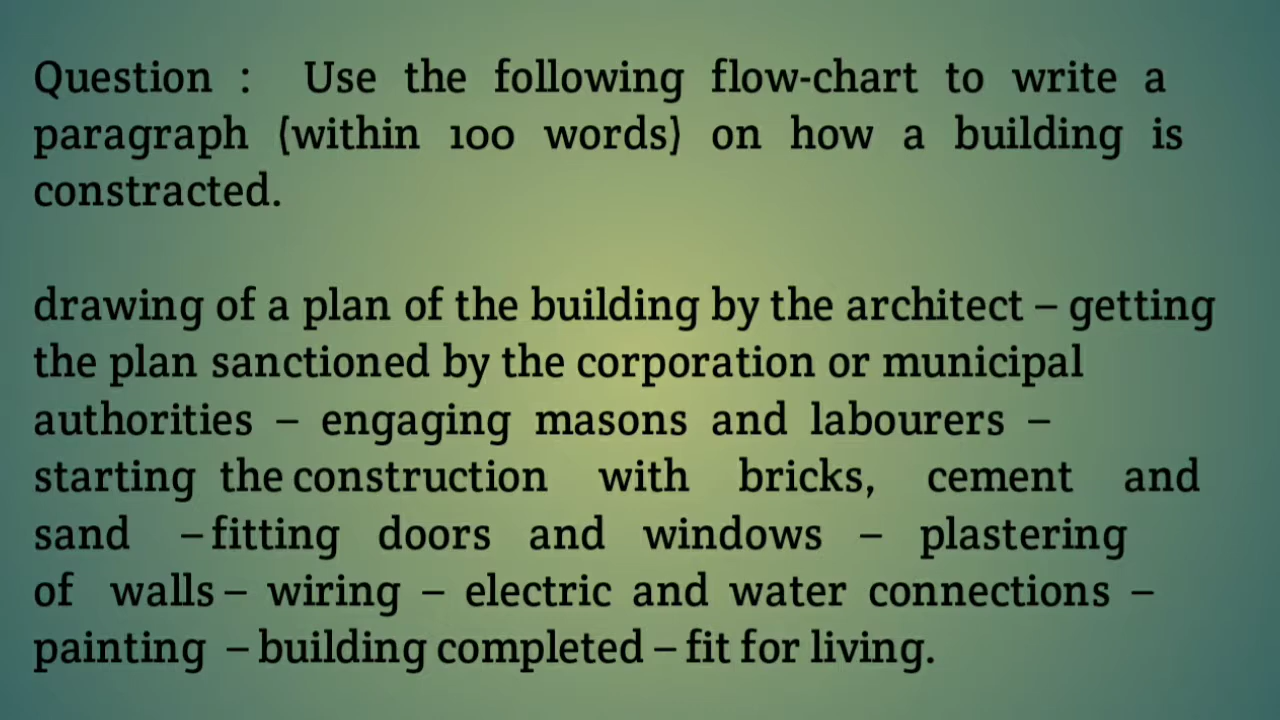 Question : Use the following flow-chart to write a
paragraph (within 100 words) on how a building is
constracted.
drawing of a plan of the building by the architect – getting
the plan sanctioned by the corporation or municipal
authorities – engaging masons and labourers –
starting the construction with bricks, cement and
sand – fitting doors and windows – plastering
of walls – wiring – electric and water connections –
painting – building completed – fit for living.